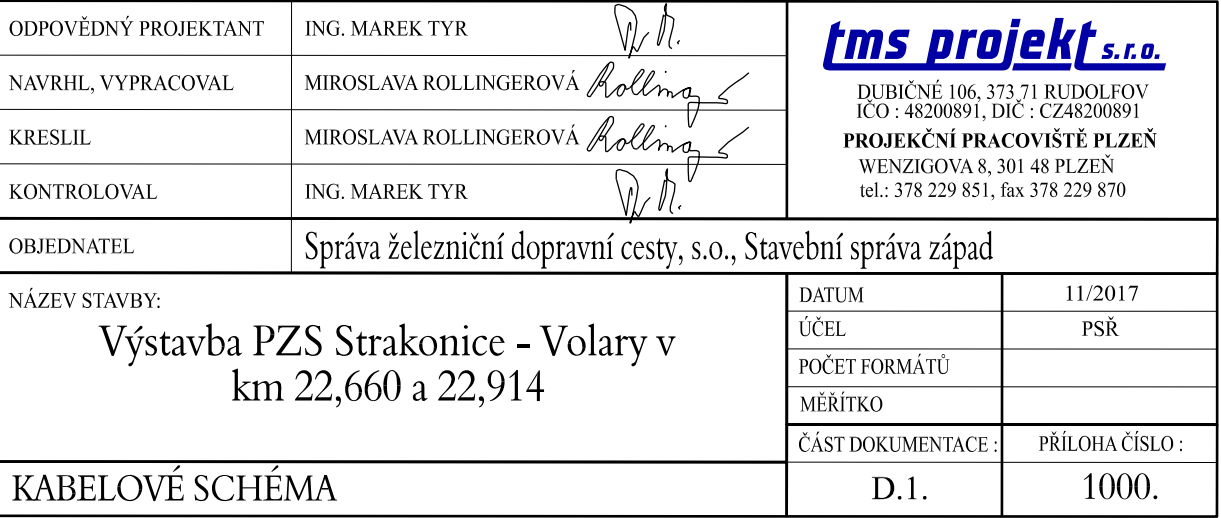 ODPOVĚDNÝ PROJEKTANT ING. MAREK TYR
NAVRHL, VYPRACOVAL MIROSLAVA ROLLINGEROVÁ
KRESLIL MIROSLAVA ROLLINGEROVÁ
KONTROLOVAL ING. MAREK TYR
tms projekt s.r.o.
DUBIČNÉ 106, 373 71 RUDOLFOV
IČO : 48200891, DIČ : CZ48200891
PROJEKČNÍ PRACOVIŠTĚ PLZEŇ
WENZIGOVA 8, 301 48 PLZEŇ
tel.: 378 229 851, fax 378 229 870
OBJEDNATEL Správa železniční dopravní cesty, s.o., Stavební správa západ
NÁZEV STAVBY:
Výstavba PZS Strakonice - Volary v
km 22,660 a 22,914
DATUM 11/2017
ÚČEL PSŘ
POČET FORMÁTŮ
MĚŘÍTKO
ČÁST DOKUMENTACE : PŘÍLOHA ČÍSLO :
KABELOVÉ SCHÉMA D.1. 1000.